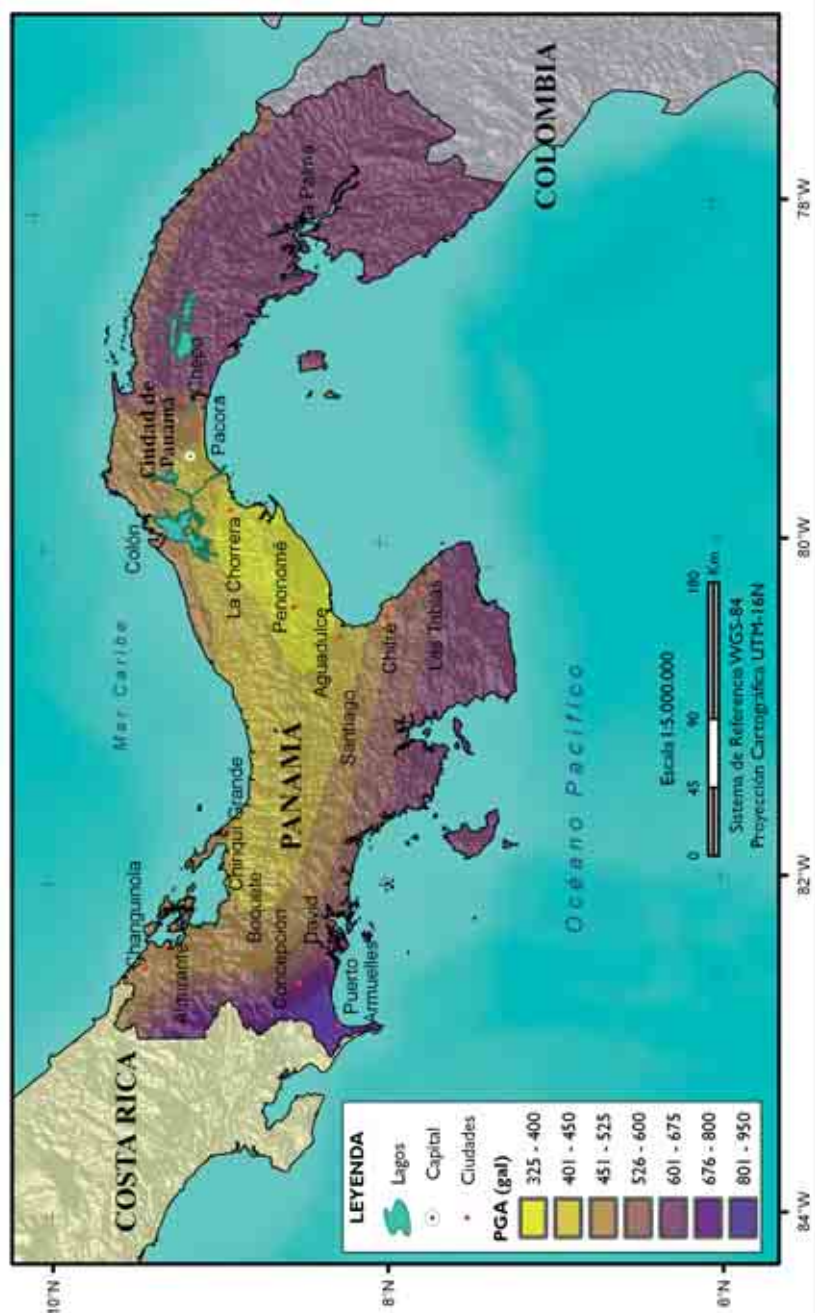 COSTA RICA
PANAMÁ
COLOMBIA
Mar Caribe
Océano Pacífico
Changuinola
Almirante
Chiriquí Grande
Boquete
Concepción
David
Puerto
Armuelles
Santiago
Aguadulce
Penonomé
Chitré
Las Tablas
La Chorrera
Colón
Ciudad de
Panamá
Pacora
Chepo
La Palma
LEYENDA
Lagos
Capital
Ciudades
PGA (gal)
325 - 400
401 - 450
451 - 525
526 - 600
601 - 675
676 - 800
801 - 950
Escala 1:5.000.000
0 45 90 180
Km
Sistema de Referencia WGS-84
Proyección Cartográfica UTM-16N
10°N
8°N
6°N
84°W
82°W
80°W
78°W